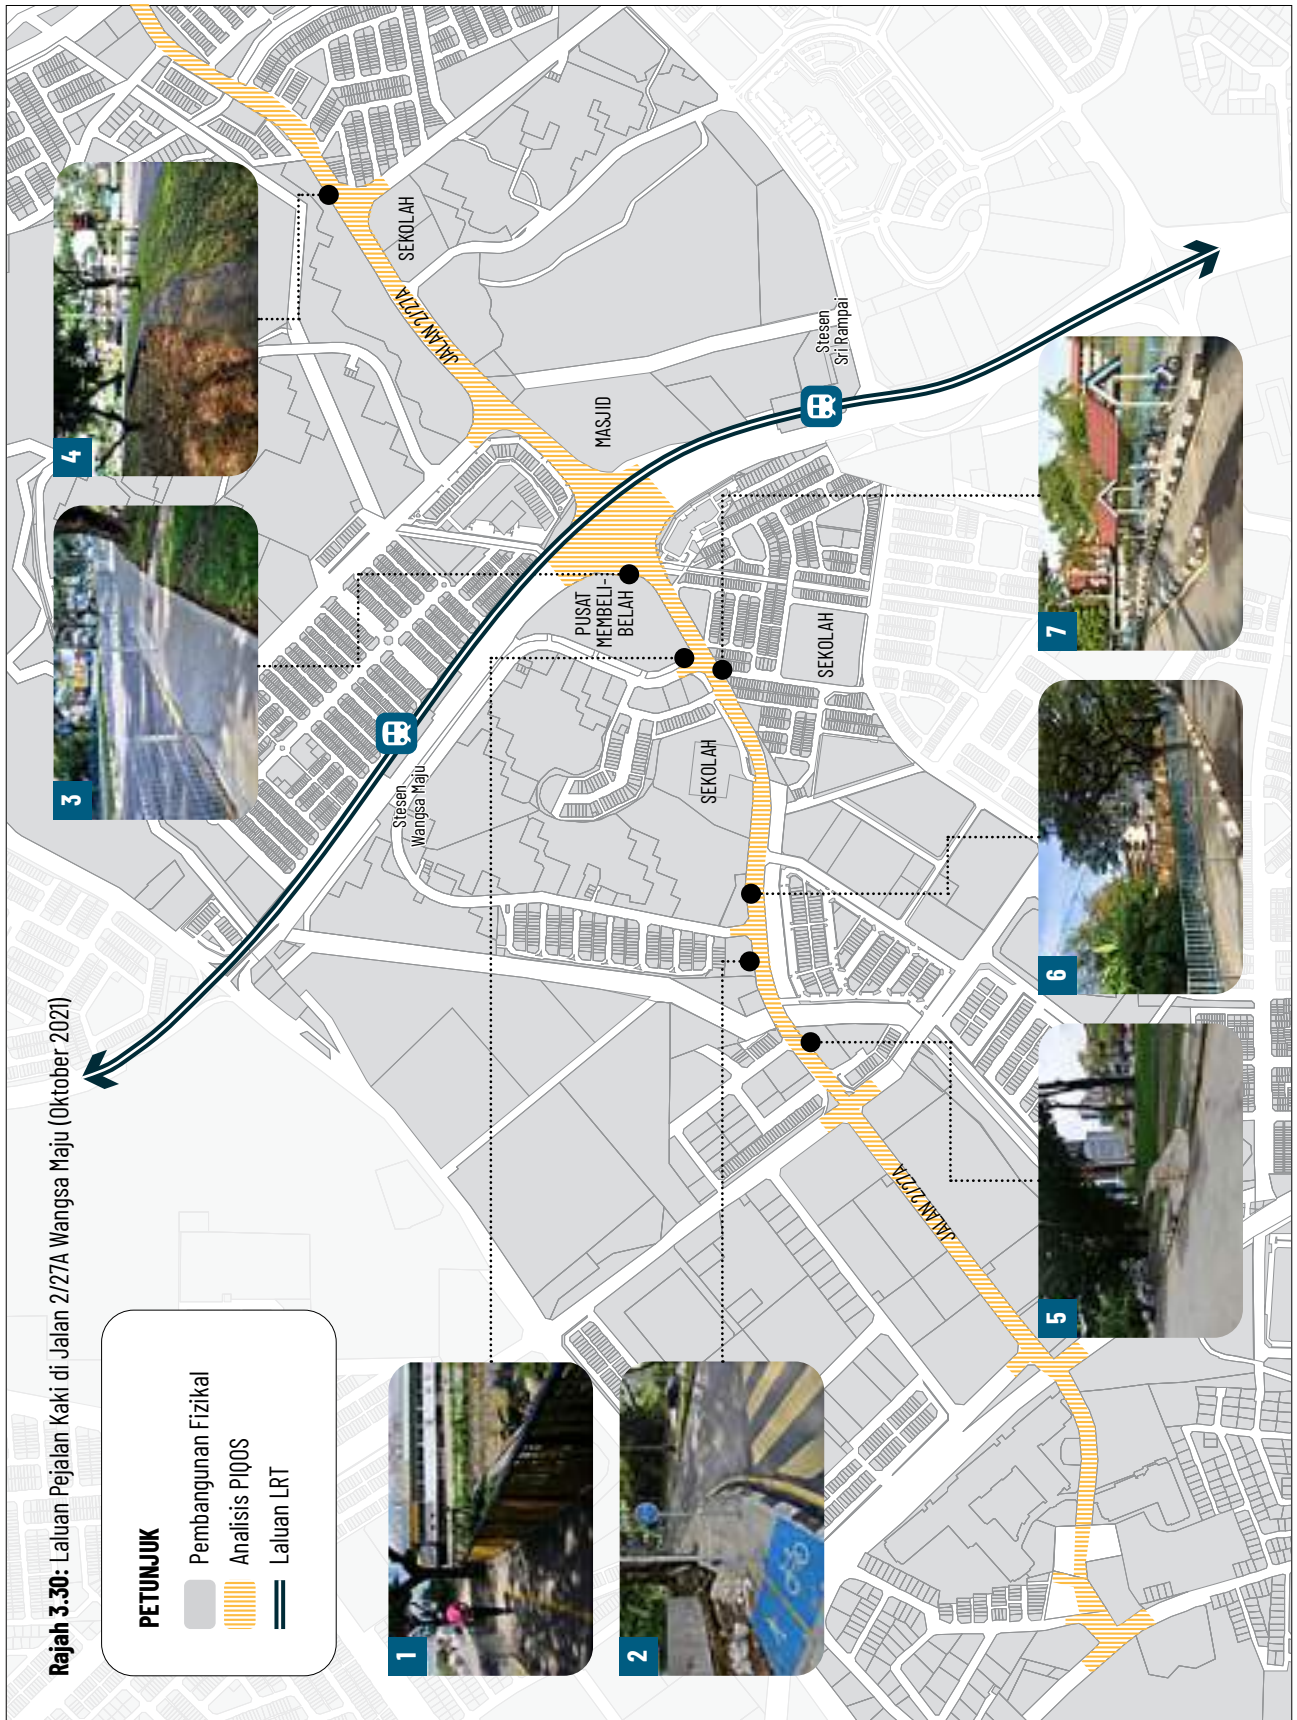 Rajah 3.30: Laluan Pejalan Kaki di Jalan 2/27A Wangsa Maju (Oktober 2021)
PETUNJUK
Pembangunan Fizikal
Analisis PIQOS
Laluan LRT
1
2
3
4
5
6
7
Stesen
Wangsa Maju
Stesen
Sri Rampai
PUSAT
MEMBELI-
BELAH
MASJID
SEKOLAH
SEKOLAH
SEKOLAH
JALAN 2/27A
JALAN 2/27A